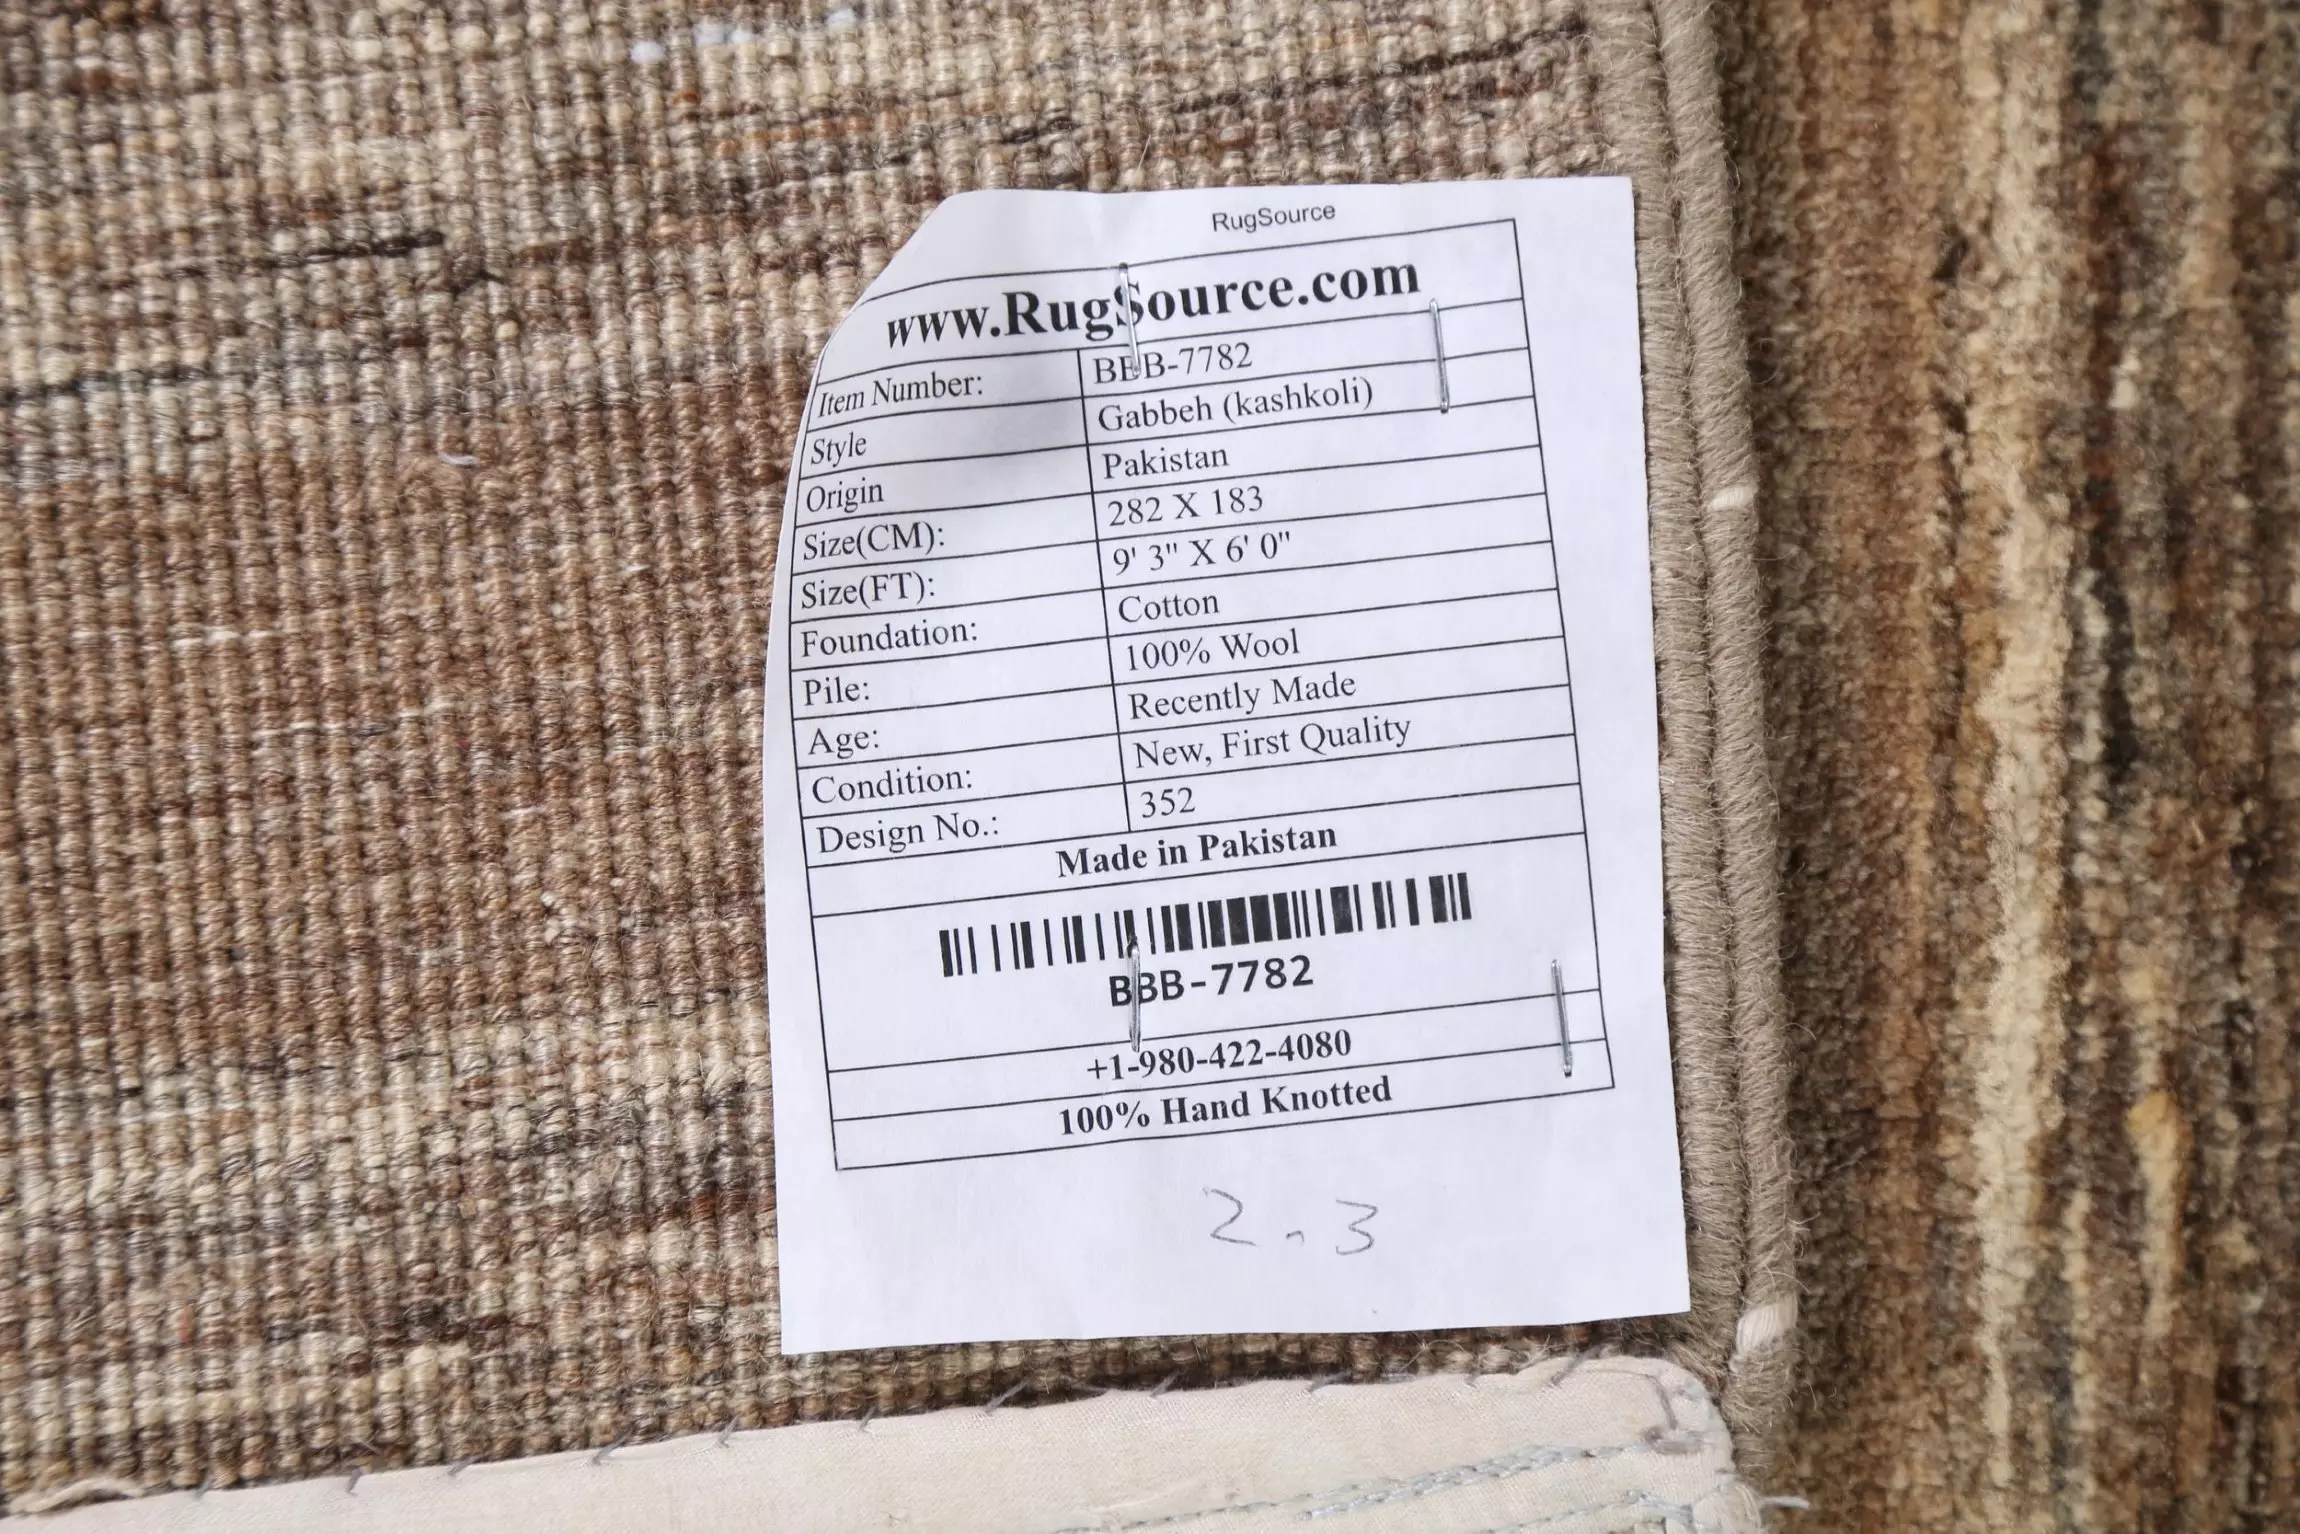 RugSource
www.RugSource.com
Item Number: BBB-7782
Style Gabbeh (kashkoli)
Origin Pakistan
Size(CM): 282 X 183
Size(FT): 9' 3" X 6' 0"
Foundation: Cotton
Pile: 100% Wool
Age: Recently Made
Condition: New, First Quality
Design No.: 352
Made in Pakistan
BBB-7782
+1-980-422-4080
100% Hand Knotted
2.3